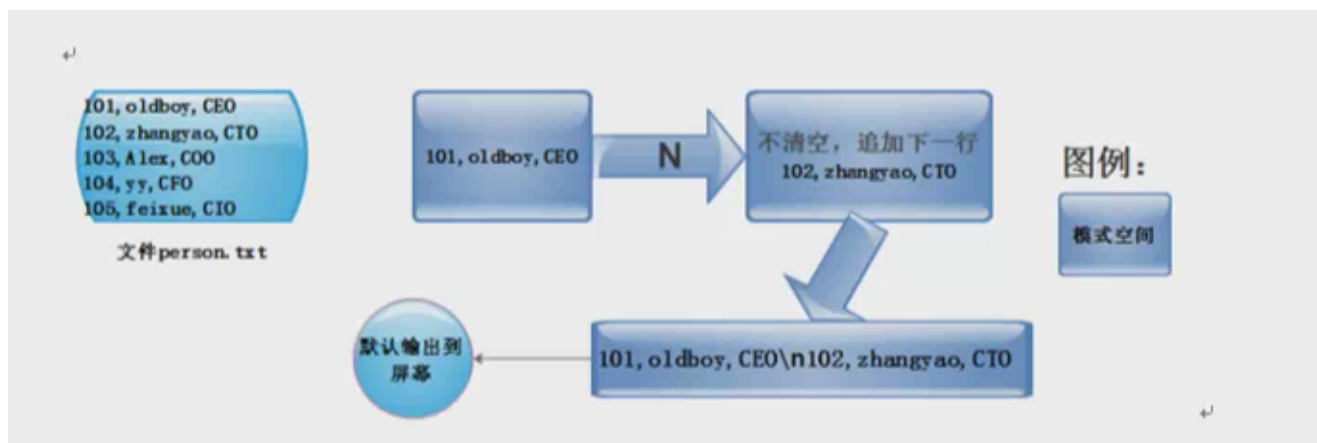 101, oldboy, CEO
102, zhangyao, CTO
103, Alex, COO
104, yy, CFO
105, feixue, CIO
文件person.txt
101, oldboy, CEO
N
不清空，追加下一行
102, zhangyao, CTO
图例：
模式空间
101, oldboy, CEO\n102, zhangyao, CTO
默认输出到
屏幕